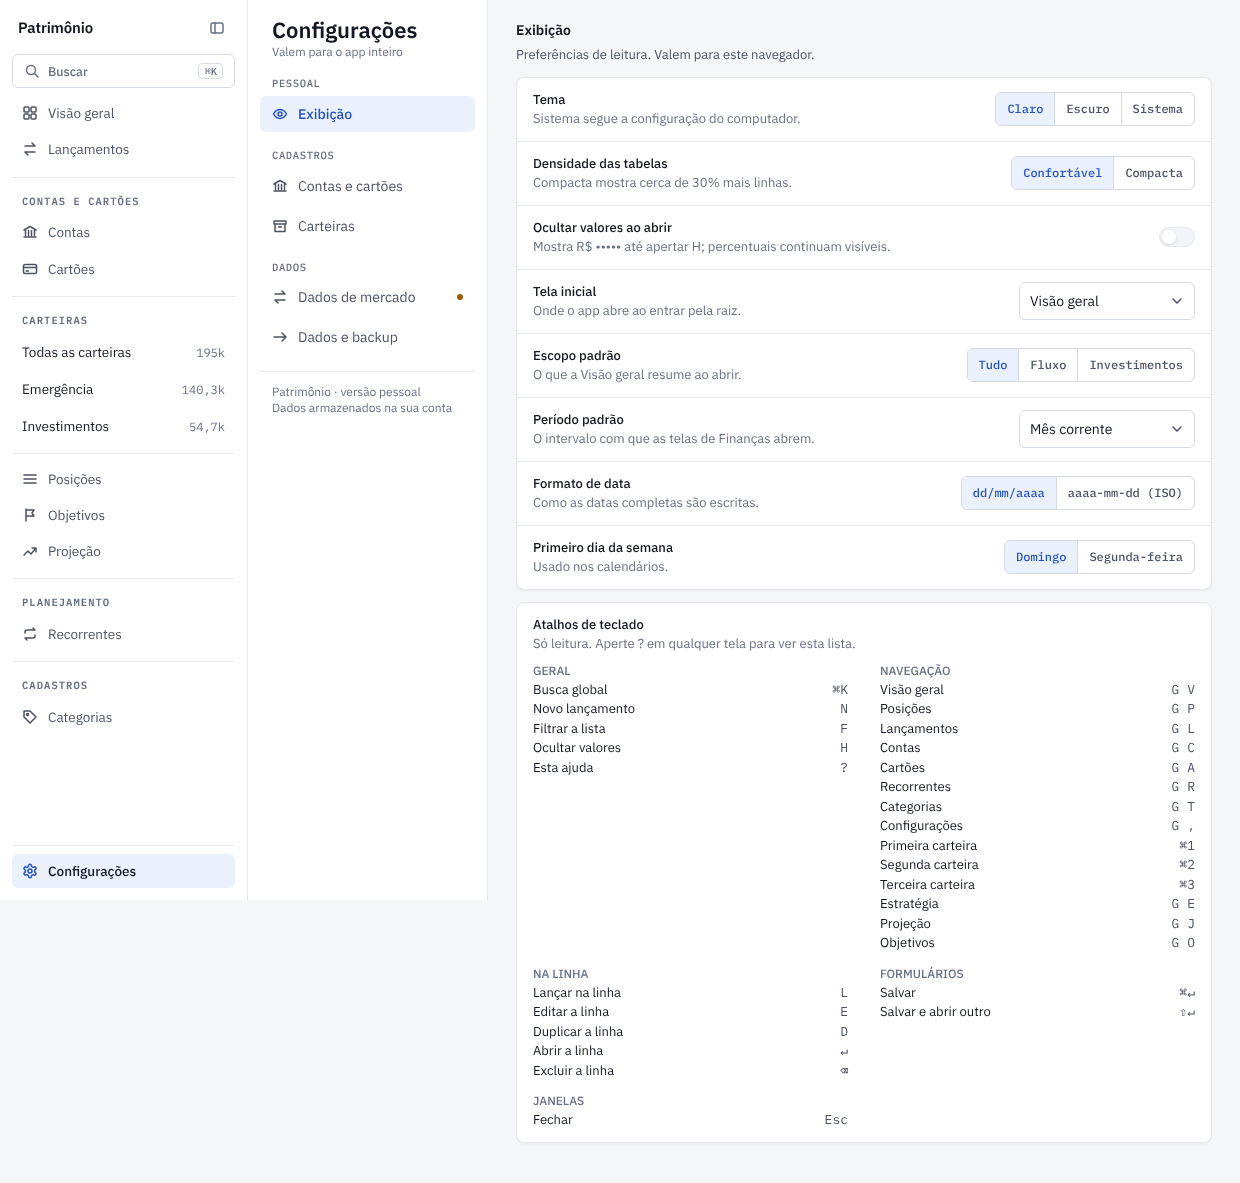 Patrimônio
Buscar ⌘K
Visão geral
Lançamentos
CONTAS E CARTÕES
Contas
Cartões
CARTEIRAS
Todas as carteiras 195k
Emergência 140,3k
Investimentos 54,7k
Posições
Objetivos
Projeção
PLANEJAMENTO
Recorrentes
CADASTROS
Categorias
Configurações
Configurações
Valem para o app inteiro
PESSOAL
Exibição
CADASTROS
Contas e cartões
Carteiras
DADOS
Dados de mercado
Dados e backup
Patrimônio · versão pessoal
Dados armazenados na sua conta
Exibição
Preferências de leitura. Valem para este navegador.
Tema
Sistema segue a configuração do computador.
Claro Escuro Sistema
Densidade das tabelas
Compacta mostra cerca de 30% mais linhas.
Confortável Compacta
Ocultar valores ao abrir
Mostra R$ ••••• até apertar H; percentuais continuam visíveis.
Tela inicial
Onde o app abre ao entrar pela raiz.
Visão geral
Escopo padrão
O que a Visão geral resume ao abrir.
Tudo Fluxo Investimentos
Período padrão
O intervalo com que as telas de Finanças abrem.
Mês corrente
Formato de data
Como as datas completas são escritas.
dd/mm/aaaa aaaa-mm-dd (ISO)
Primeiro dia da semana
Usado nos calendários.
Domingo Segunda-feira
Atalhos de teclado
Só leitura. Aperte ? em qualquer tela para ver esta lista.
GERAL
Busca global ⌘K
Novo lançamento N
Filtrar a lista F
Ocultar valores H
Esta ajuda ?
NAVEGAÇÃO
Visão geral G V
Posições G P
Lançamentos G L
Contas G C
Cartões G A
Recorrentes G R
Categorias G T
Configurações G ,
Primeira carteira ⌘1
Segunda carteira ⌘2
Terceira carteira ⌘3
Estratégia G E
Projeção G J
Objetivos G O
NA LINHA
Lançar na linha L
Editar a linha E
Duplicar a linha D
Abrir a linha ↵
Excluir a linha ⌫
FORMULÁRIOS
Salvar ⌘↵
Salvar e abrir outro ⇧↵
JANELAS
Fechar Esc